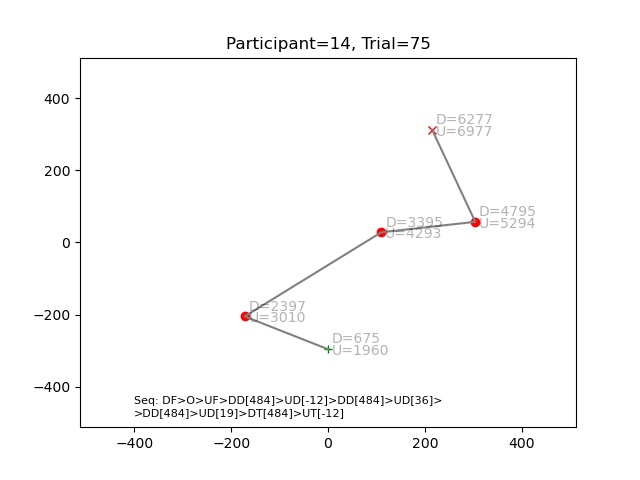 Participant=14, Trial=75
400
200
0
−200
−400
D=6277
U=6977
D=4795
U=5294
D=3395
U=4293
D=2397
U=3010
D=675
U=1960
Seq: DF>O>UF>DD[484]>UD[-12]>DD[484]>UD[36]>
>DD[484]>UD[19]>DT[484]>UT[-12]
−400
−200
0
200
400